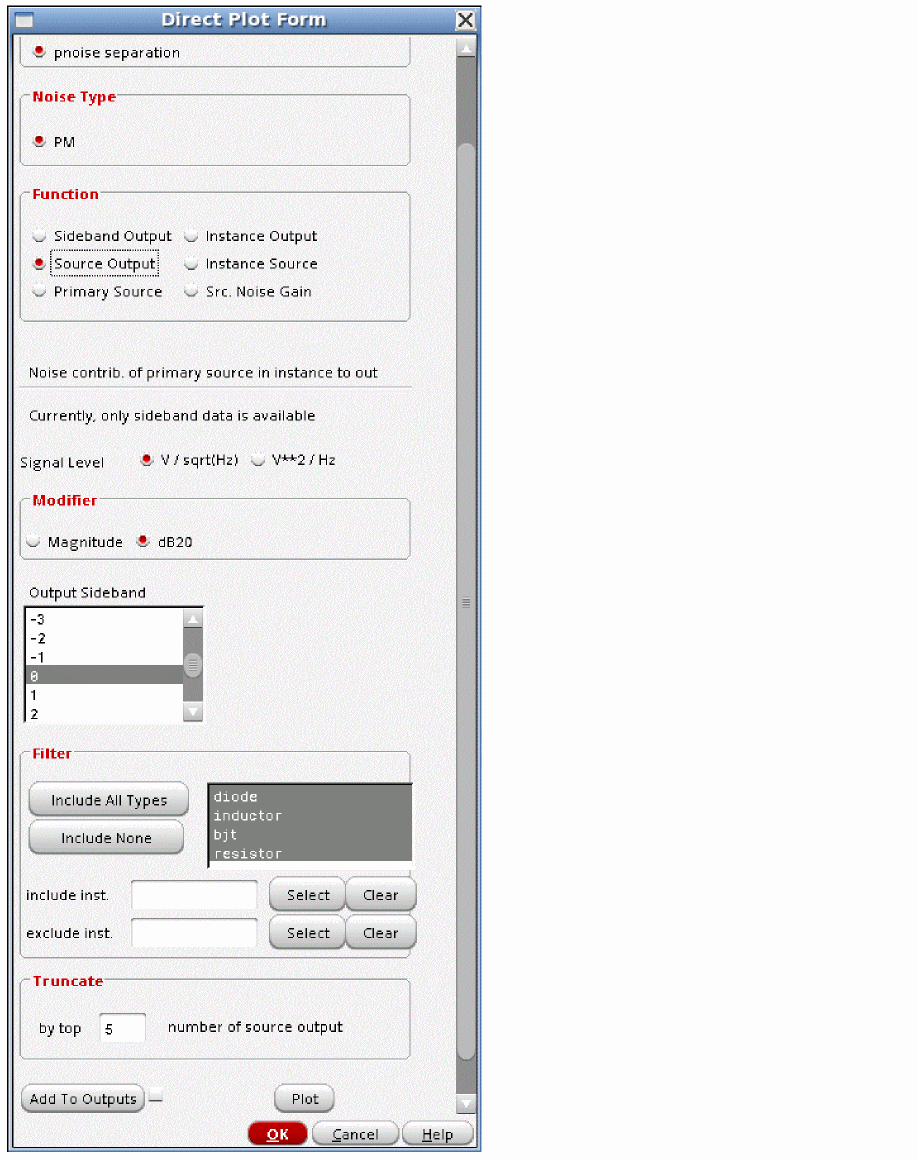 Direct Plot Form
pnoise separation
Noise Type
PM
Function
Sideband Output Instance Output
Source Output Instance Source
Primary Source Src. Noise Gain
Noise contrib. of primary source in instance to out
Currently, only sideband data is available
Signal Level V / sqrt(Hz) V**2 / Hz
Modifier
Magnitude dB20
Output Sideband
-3
-2
-1
0
1
2
Filter
Include All Types
Include None
diode
inductor
bjt
resistor
include inst. Select Clear
exclude inst. Select Clear
Truncate
by top 5 number of source output
Add To Outputs Plot
OK Cancel Help